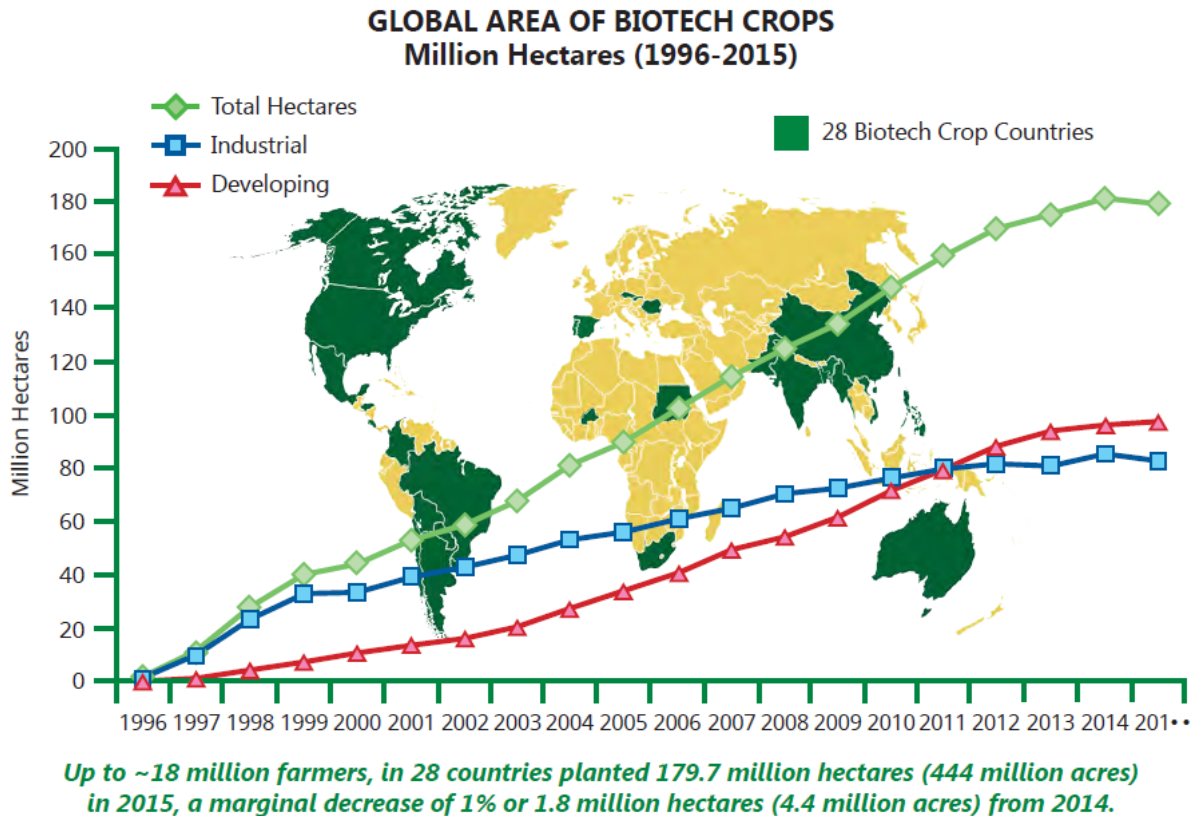 GLOBAL AREA OF BIOTECH CROPS
Million Hectares (1996-2015)
Total Hectares
Industrial
Developing
28 Biotech Crop Countries
Million Hectares
200
180
160
140
120
100
80
60
40
20
0
1996 1997 1998 1999 2000 2001 2002 2003 2004 2005 2006 2007 2008 2009 2010 2011 2012 2013 2014 201••
Up to ~18 million farmers, in 28 countries planted 179.7 million hectares (444 million acres)
in 2015, a marginal decrease of 1% or 1.8 million hectares (4.4 million acres) from 2014.